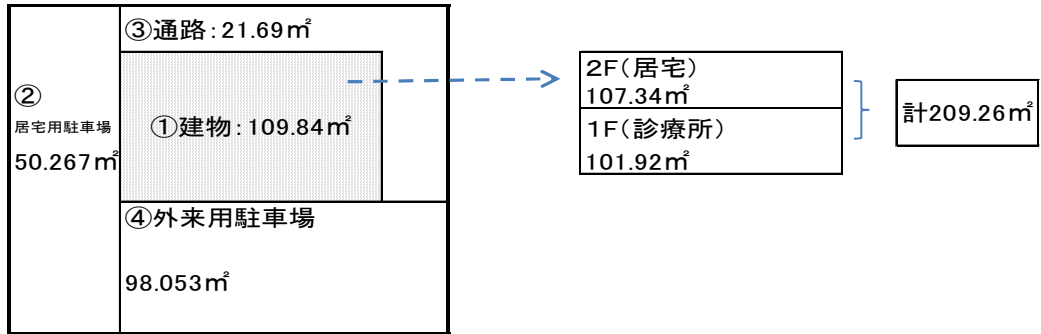 ③通路:21.69㎡
②
居宅用駐車場
50.267㎡
①建物:109.84㎡
④外来用駐車場
98.053㎡
2F(居宅)
107.34㎡
1F(診療所)
101.92㎡
計209.26㎡